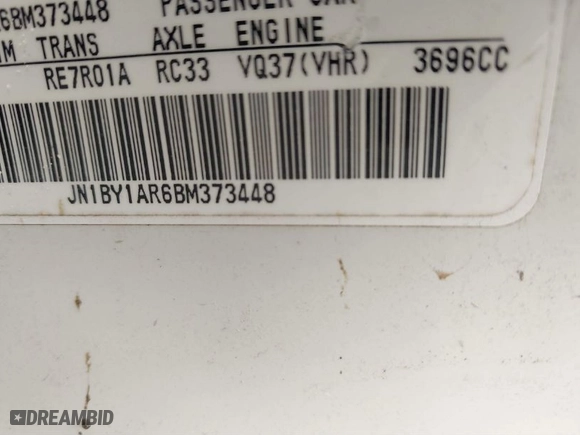 6BM373448 PASSENGER CAR
TRANS AXLE ENGINE
RE7R01A RC33 VQ37(VHR) 3696CC
JN1BY1AR6BM373448
DREAMBID